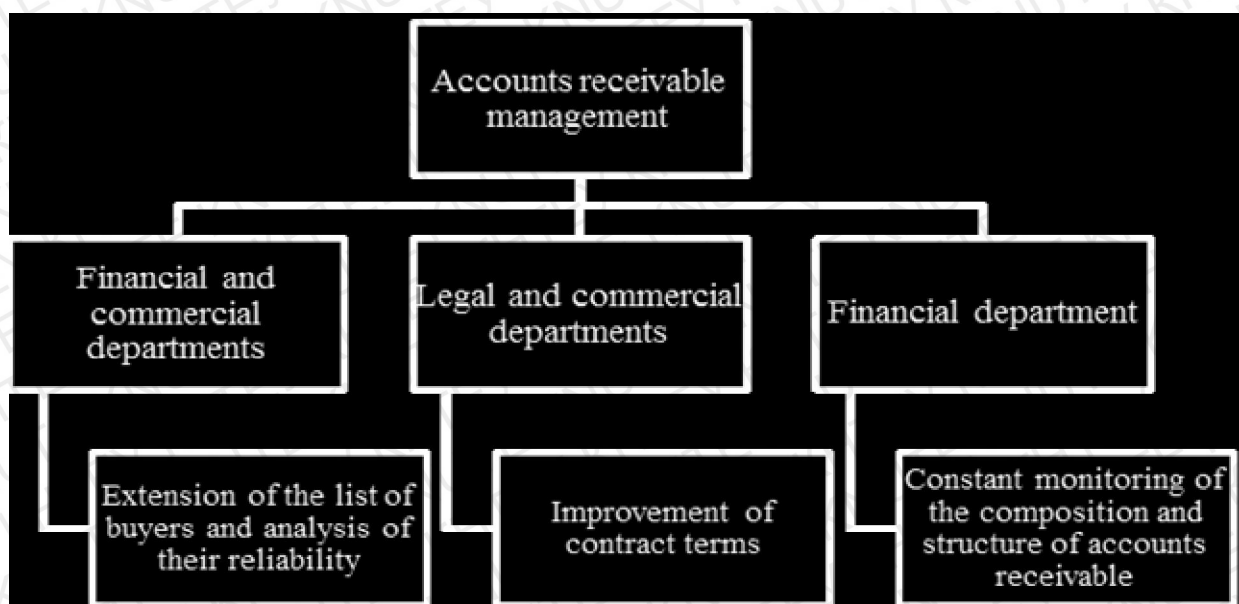 Accounts receivable
management
Financial and
commercial
departments
Legal and commercial
departments
Financial department
Extension of the list of
buyers and analysis of
their reliability
Improvement of
contract terms
Constant monitoring of
the composition and
structure of accounts
receivable